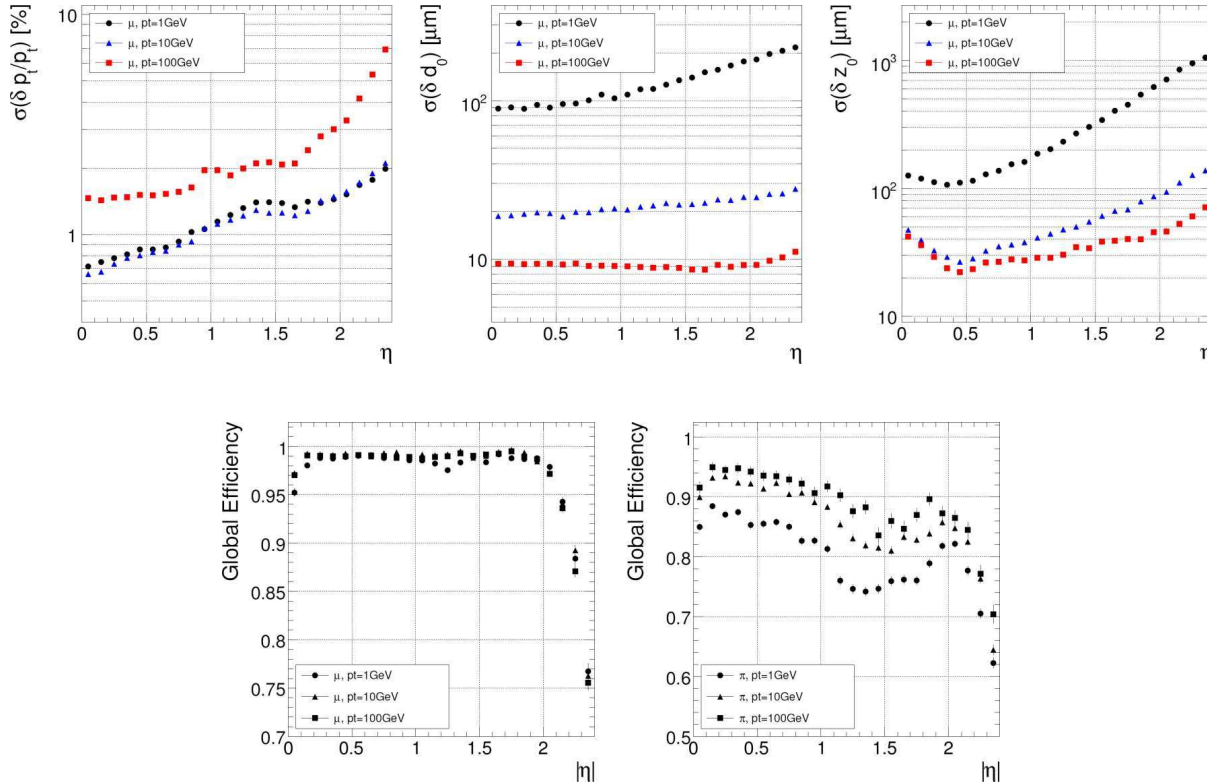 σ(δ p_t/p_t) [%]
10
1
μ, pt=1GeV
μ, pt=10GeV
μ, pt=100GeV
0 0.5 1 1.5 2
η
σ(δ d_0) [μm]
10^2
10
μ, pt=1GeV
μ, pt=10GeV
μ, pt=100GeV
0 0.5 1 1.5 2
η
σ(δ z_0) [μm]
10^3
10^2
10
μ, pt=1GeV
μ, pt=10GeV
μ, pt=100GeV
0 0.5 1 1.5 2
η
Global Efficiency
1
0.95
0.9
0.85
0.8
0.75
0.7
μ, pt=1GeV
μ, pt=10GeV
μ, pt=100GeV
0 0.5 1 1.5 2
|η|
Global Efficiency
1
0.9
0.8
0.7
0.6
0.5
π, pt=1GeV
π, pt=10GeV
π, pt=100GeV
0 0.5 1 1.5 2
|η|